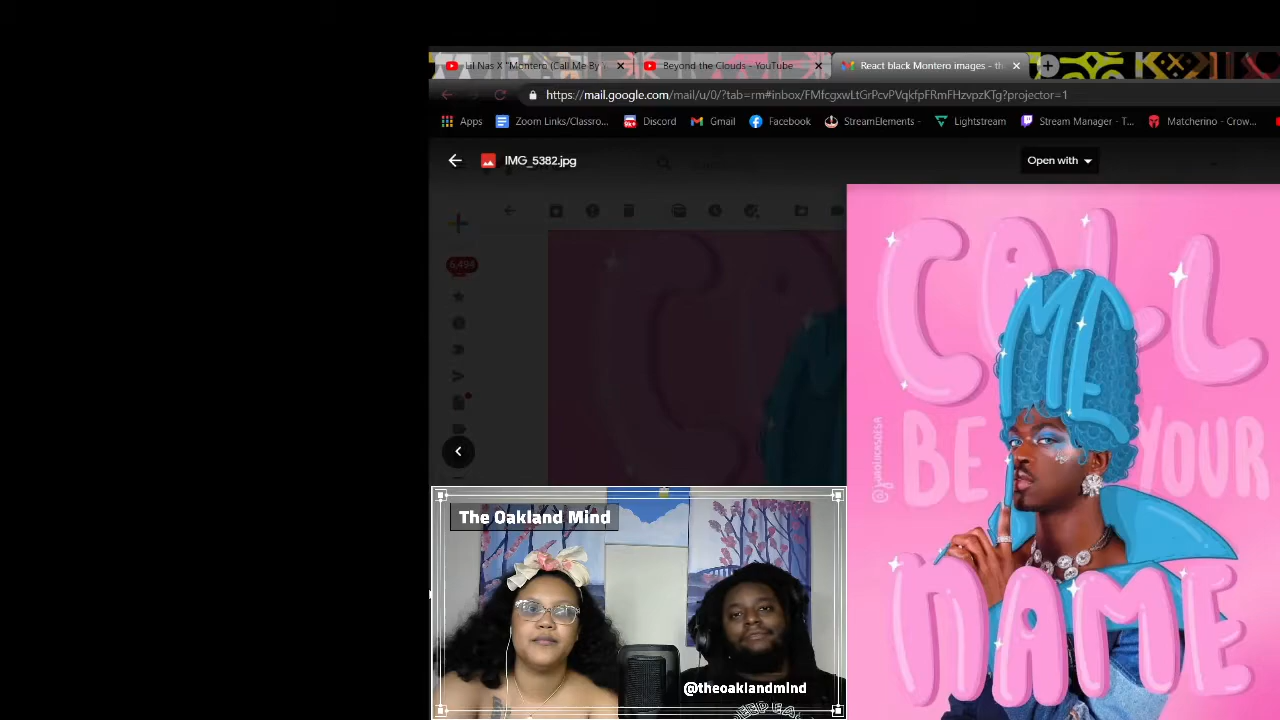 Lil Nas X "Montero (Call Me By
Beyond the Clouds - YouTube
React black Montero images - th
https://mail.google.com/mail/u/0/?tab=rm#inbox/FMfcgxwLtGrPcvPVqkfpFRmFHzvpzKTg?projector=1
Apps
Zoom Links/Classro...
Discord
Gmail
Facebook
StreamElements -
Lightstream
Stream Manager - T...
Matcherino - Crow...
IMG_5382.jpg
Open with
6,494
CALL
ME
BE YOUR
NAME
The Oakland Mind
@theoaklandmind